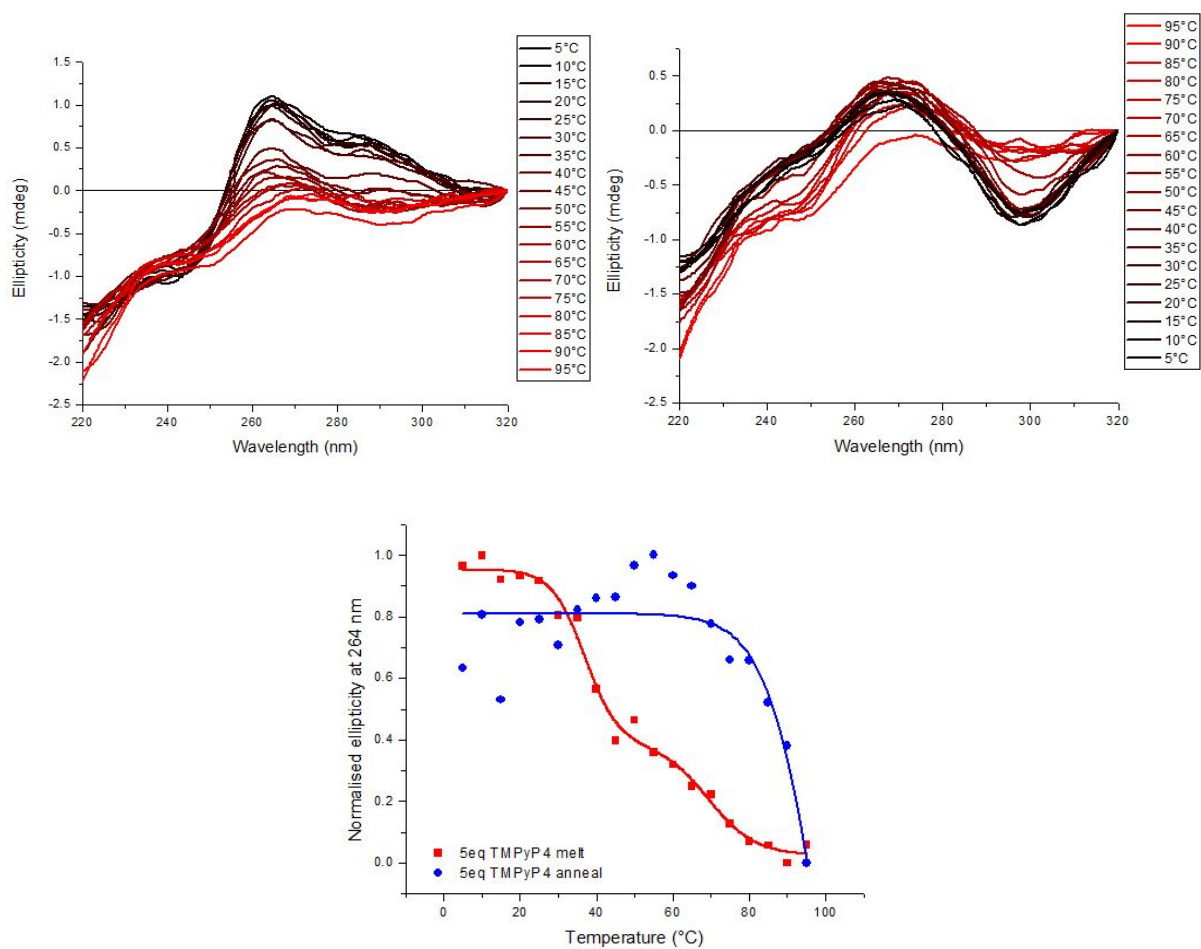 5°C
10°C
15°C
20°C
25°C
30°C
35°C
40°C
45°C
50°C
55°C
60°C
65°C
70°C
75°C
80°C
85°C
90°C
95°C
1.5
1.0
0.5
0.0
-0.5
-1.0
-1.5
-2.0
-2.5
Ellipticity (mdeg)
220 240 260 280 300 320
Wavelength (nm)
95°C
90°C
85°C
80°C
75°C
70°C
65°C
60°C
55°C
50°C
45°C
40°C
35°C
30°C
25°C
20°C
15°C
10°C
5°C
0.5
0.0
-0.5
-1.0
-1.5
-2.0
-2.5
Ellipticity (mdeg)
220 240 260 280 300 320
Wavelength (nm)
1.0
0.8
0.6
0.4
0.2
0.0
Normalised ellipticity at 264 nm
5eq TMPyP4 melt
5eq TMPyP4 anneal
0 20 40 60 80 100
Temperature (°C)